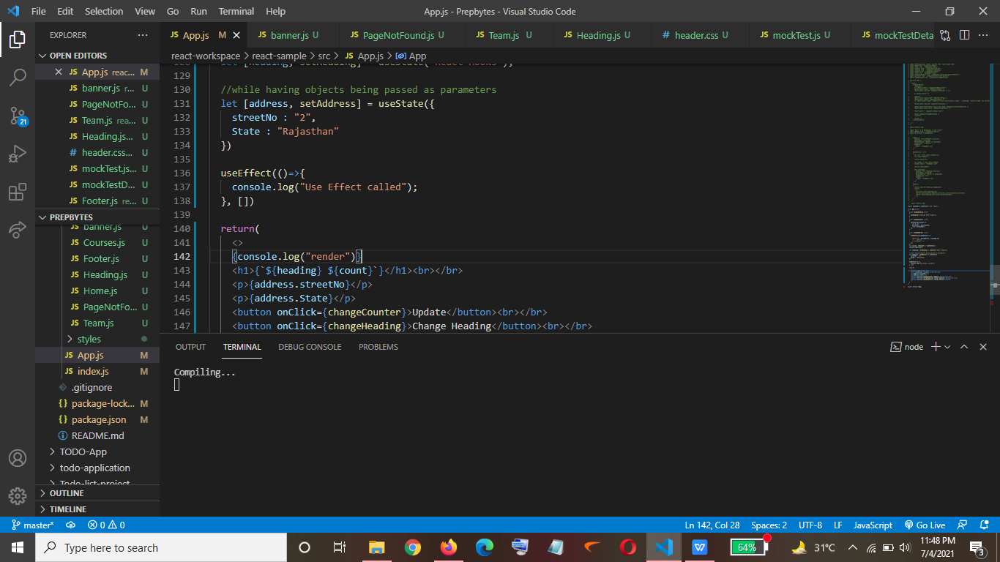 File Edit Selection View Go Run Terminal Help App.js - Prepbytes - Visual Studio Code
EXPLORER
JS App.js M JS banner.js U JS PageNotFound.js U JS Team.js U JS Heading.js U # header.css U JS mockTest.js U JS mockTestDeta
OPEN EDITORS
JS App.js reac... M
JS banner.js r... U
JS PageNotFo... U
JS Team.js rea... U
JS Heading.js... U
# header.css... U
JS mockTest.js... U
JS mockTestD... U
JS Footer.js re... U
21
PREPBYTES
JS banner.js U
JS Courses.js U
JS Footer.js U
JS Heading.js U
JS Home.js U
JS PageNotFo... U
JS Team.js U
styles
JS App.js M
JS index.js M
.gitignore
{} package-lock... M
{} package.json M
README.md
TODO-App
todo-application
Todo-list-project
OUTLINE
TIMELINE
react-workspace > react-sample > src > JS App.js > App
128 let [heading, setHeading] = useState("React Hooks");
129
130 //while having objects being passed as parameters
131 let [address, setAddress] = useState({
132 streetNo : "2",
133 State : "Rajasthan"
134 })
135
136 useEffect(()=>{
137 console.log("Use Effect called");
138 }, [])
139
140 return(
141 <>
142 {console.log("render")}
143 <h1>{`${heading} ${count}`}</h1><br></br>
144 <p>{address.streetNo}</p>
145 <p>{address.State}</p>
146 <button onClick={changeCounter}>Update</button><br></br>
147 <button onClick={changeHeading}>Change Heading</button><br></br>
OUTPUT TERMINAL DEBUG CONSOLE PROBLEMS node
Compiling...
master* 0 0 Ln 142, Col 28 Spaces: 2 UTF-8 LF JavaScript Go Live
Type here to search 64% 31°C 11:48 PM
7/4/2021
3